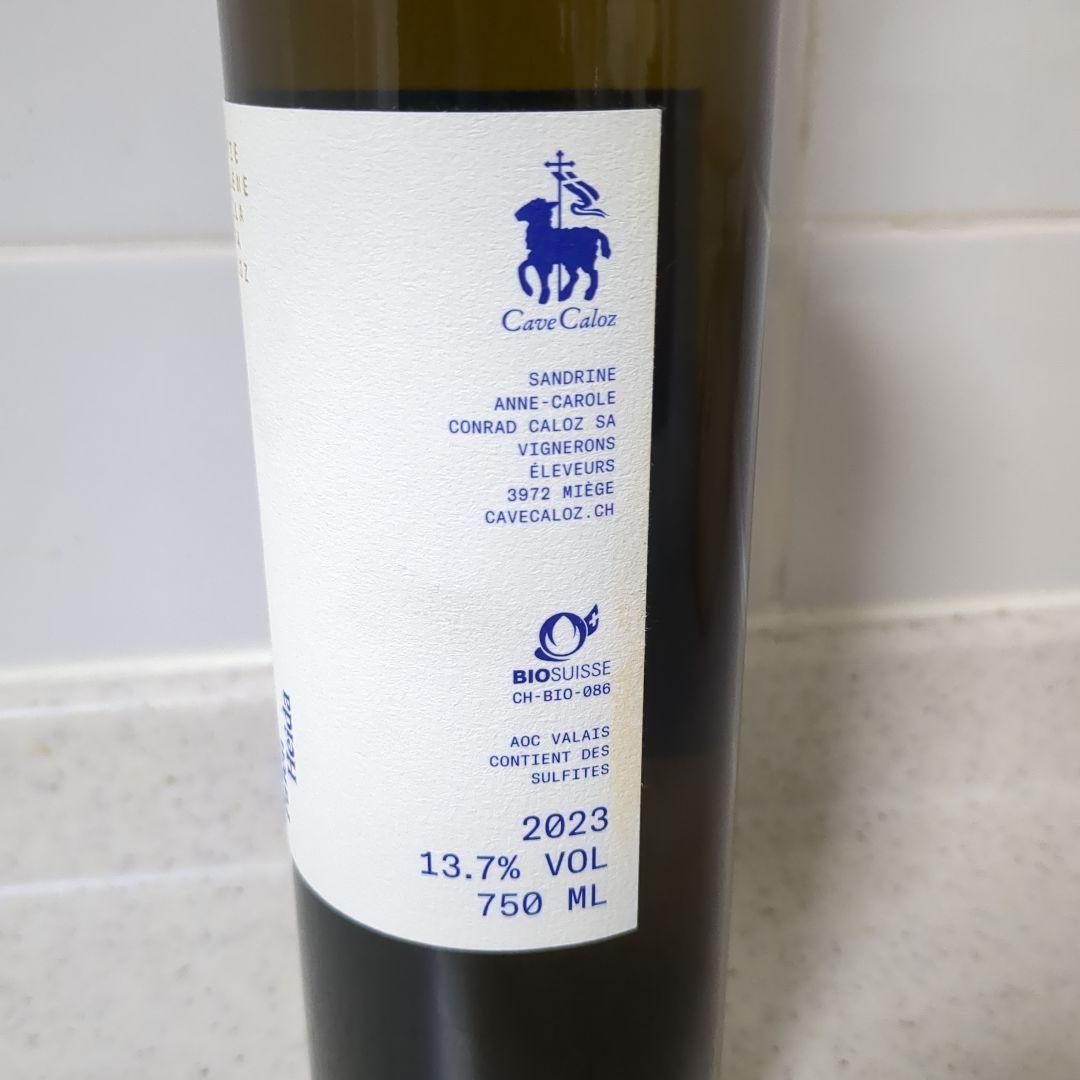 Cave Caloz
SANDRINE
ANNE-CAROLE
CONRAD CALOZ SA
VIGNERONS
ÉLEVEURS
3972 MIÈGE
CAVECALOZ.CH
BIOSUISSE
CH-BIO-086
AOC VALAIS
CONTIENT DES
SULFITES
2023
13.7% VOL
750 ML
Heida